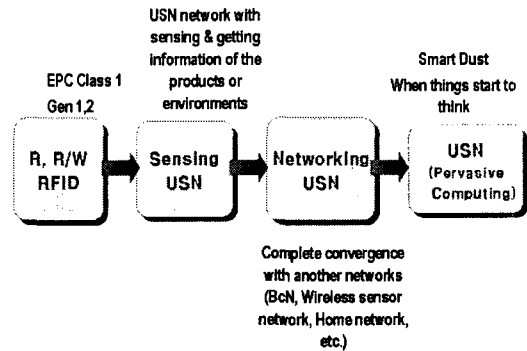 USN network with
sensing & getting
information of the
products or
environments
EPC Class 1
Gen 1,2
Smart Dust
When things start to
think
R, R/W
RFID
Sensing
USN
Networking
USN
USN
(Pervasive
Computing)
Complete convergence
with another networks
(BcN, Wireless sensor
network, Home network,
etc.)